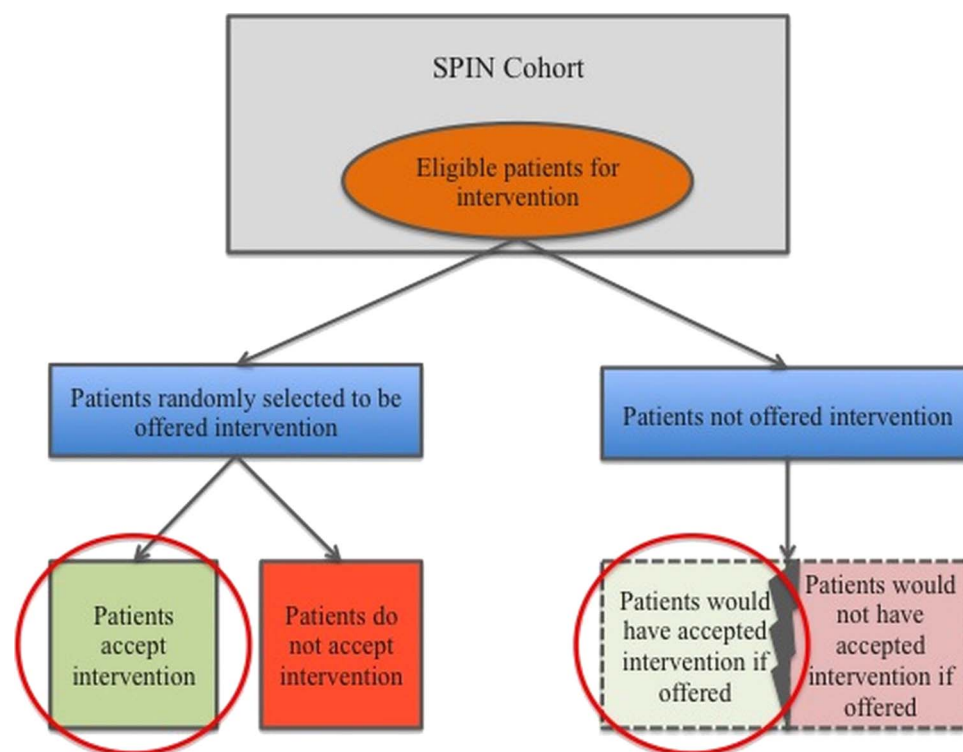 SPIN Cohort
Eligible patients for
intervention
Patients randomly selected to be
offered intervention
Patients not offered intervention
Patients
accept
intervention
Patients do
not accept
intervention
Patients would
have accepted
intervention if
offered
Patients would
not have
accepted
intervention if
offered